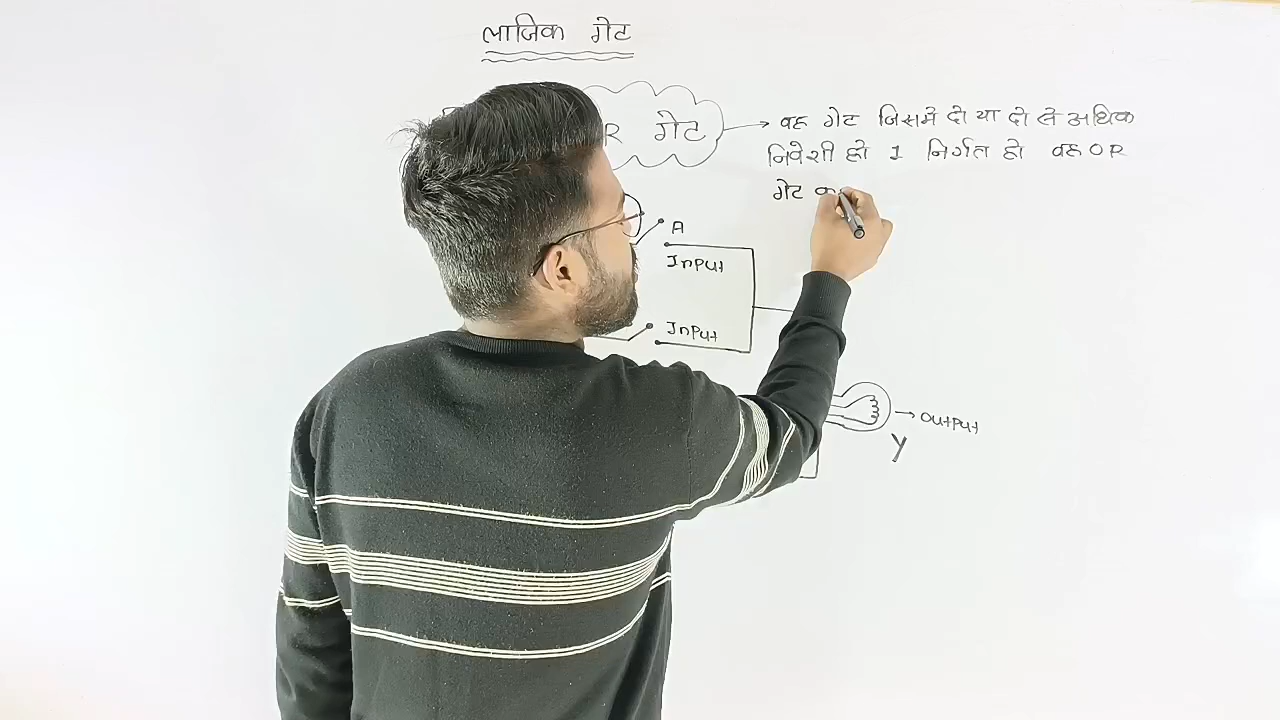 लाजिक गेट
R गेट
वह गेट जिसमे दो या दो से अधिक
निवेशी हो 1 निर्गत हो वह OR
गेट
A
Input
Input
output
Y